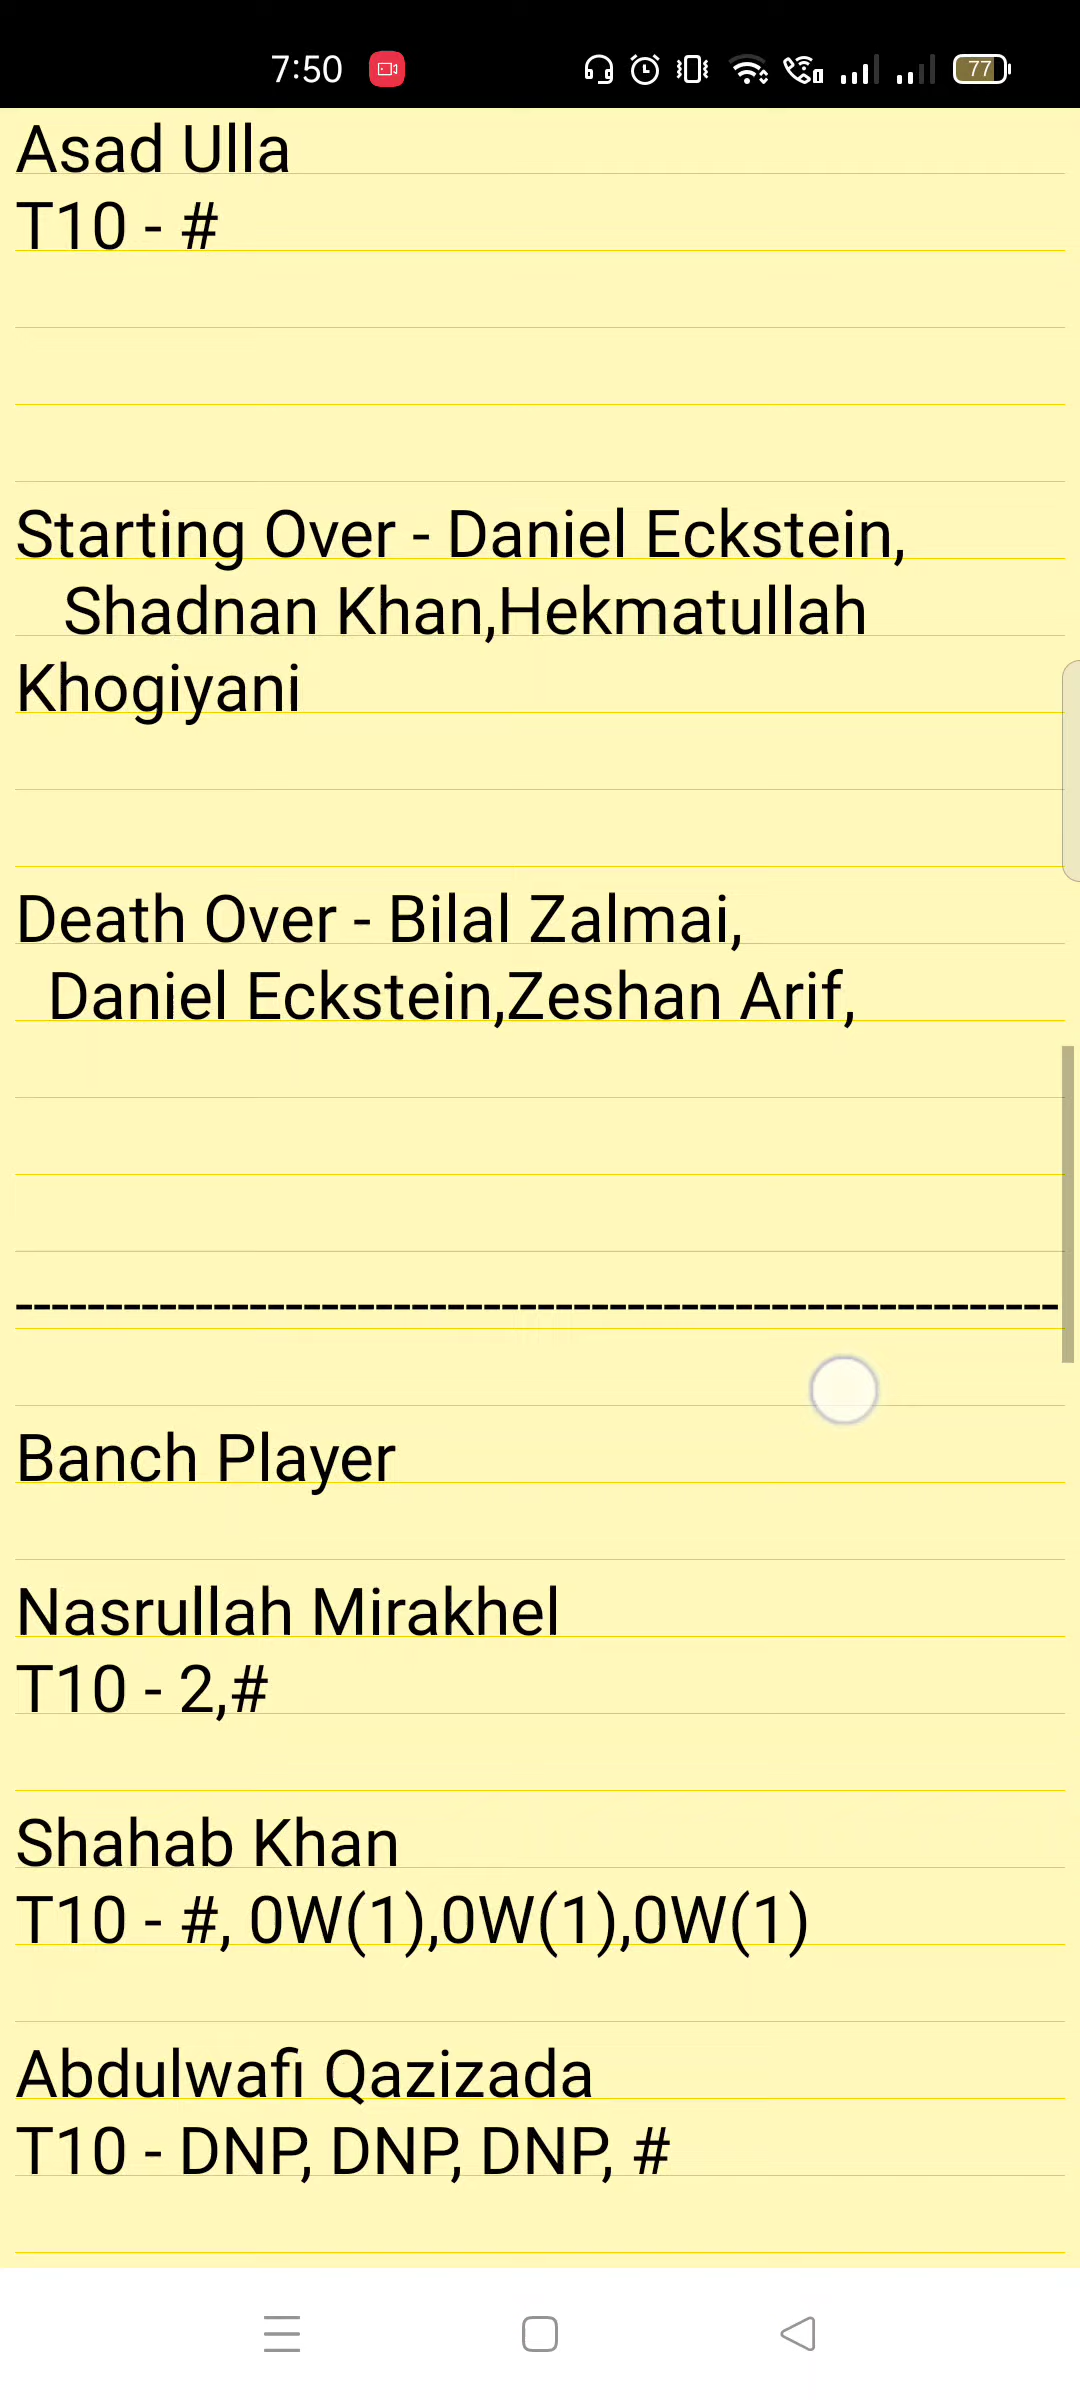 7:50
77
Asad Ulla
T10 - #
Starting Over - Daniel Eckstein,
Shadnan Khan,Hekmatullah
Khogiyani
Death Over - Bilal Zalmai,
Daniel Eckstein,Zeshan Arif,
----------------------------------------------------------
Banch Player
Nasrullah Mirakhel
T10 - 2,#
Shahab Khan
T10 - #, 0W(1),0W(1),0W(1)
Abdulwafi Qazizada
T10 - DNP, DNP, DNP, #